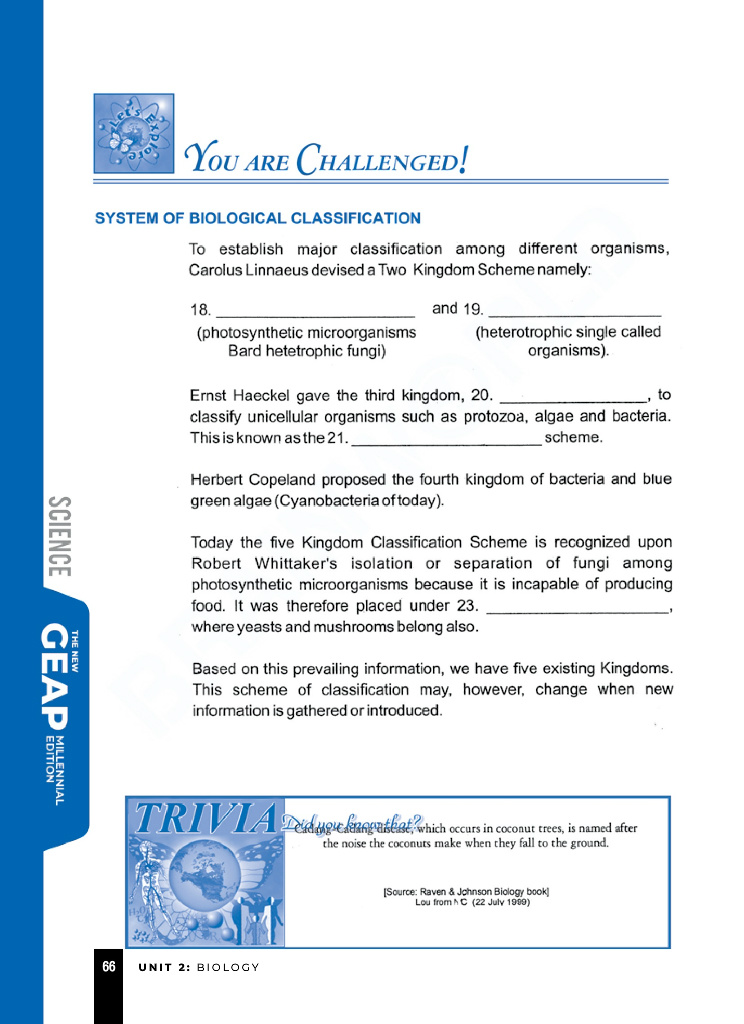 Let's Explore
YOU ARE CHALLENGED!
SYSTEM OF BIOLOGICAL CLASSIFICATION
To establish major classification among different organisms,
Carolus Linnaeus devised a Two Kingdom Scheme namely:
18. ________________________ and 19. ______________________
(photosynthetic microorganisms (heterotrophic single called
Bard hetetrophic fungi) organisms).
Ernst Haeckel gave the third kingdom, 20. __________________, to
classify unicellular organisms such as protozoa, algae and bacteria.
This is known as the 21. ________________________ scheme.
Herbert Copeland proposed the fourth kingdom of bacteria and blue
green algae (Cyanobacteria of today).
Today the five Kingdom Classification Scheme is recognized upon
Robert Whittaker's isolation or separation of fungi among
photosynthetic microorganisms because it is incapable of producing
food. It was therefore placed under 23. ______________________,
where yeasts and mushrooms belong also.
Based on this prevailing information, we have five existing Kingdoms.
This scheme of classification may, however, change when new
information is gathered or introduced.
SCIENCE
THE NEW
GEAP
MILLENNIAL
EDITION
TRIVIA Did you know that?
Cadang-Cadang disease, which occurs in coconut trees, is named after
the noise the coconuts make when they fall to the ground.
[Source: Raven & Johnson Biology book]
Lou from NC (22 July 1999)
66 UNIT 2: BIOLOGY